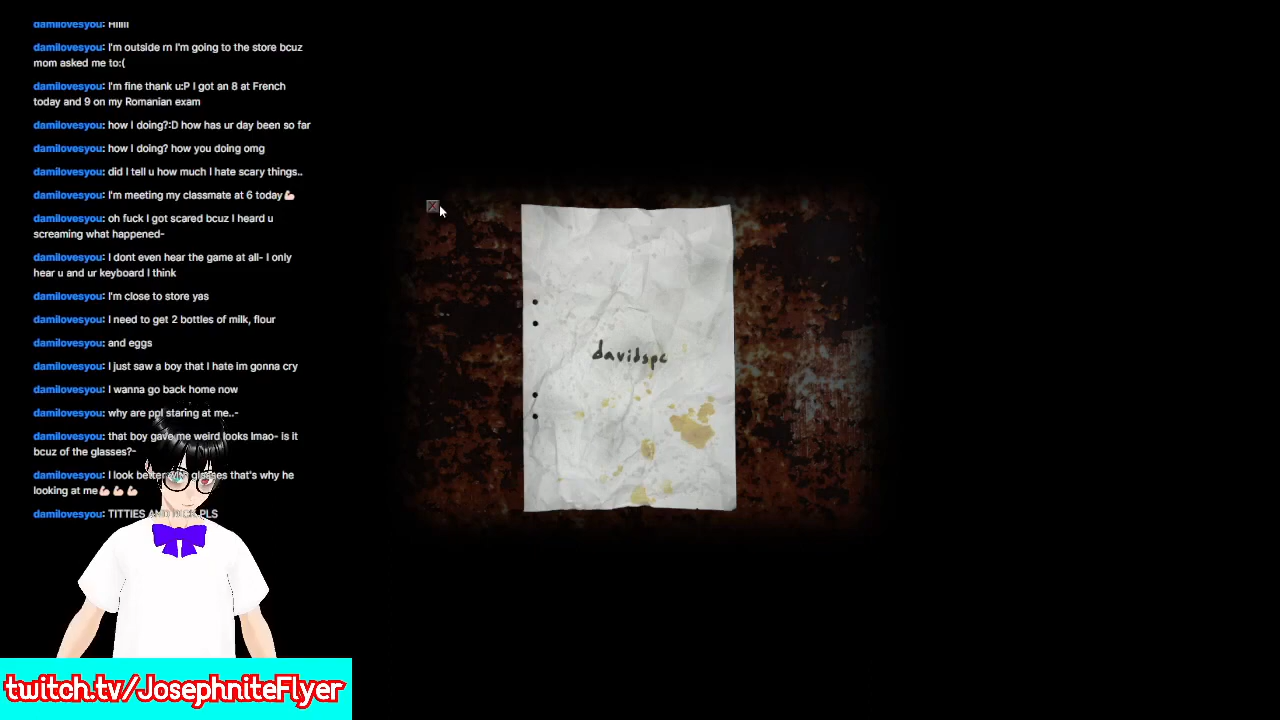 damilovesyou: Hiiii
damilovesyou: I'm outside rn I'm going to the store bcuz
mom asked me to:(
damilovesyou: I'm fine thank u:P I got an 8 at French
today and 9 on my Romanian exam
damilovesyou: how I doing?:D how has ur day been so far
damilovesyou: how I doing? how you doing omg
damilovesyou: did I tell u how much I hate scary things..
damilovesyou: I'm meeting my classmate at 6 today💪🏻
damilovesyou: oh fuck I got scared bcuz I heard u
screaming what happened-
damilovesyou: I dont even hear the game at all- I only
hear u and ur keyboard I think
damilovesyou: I'm close to store yas
damilovesyou: I need to get 2 bottles of milk, flour
damilovesyou: and eggs
damilovesyou: I just saw a boy that I hate im gonna cry
damilovesyou: I wanna go back home now
damilovesyou: why are ppl staring at me..-
damilovesyou: that boy gave me weird looks lmao- is it
bcuz of the glasses?-
damilovesyou: I look better with glasses that's why he
looking at me💪🏻💪🏻💪🏻
damilovesyou: TITTIES AND PLS
davidspc
twitch.tv/JosephniteFlyer